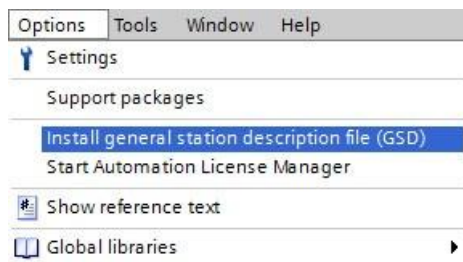 Options Tools Window Help
Settings
Support packages
Install general station description file (GSD)
Start Automation License Manager
Show reference text
Global libraries